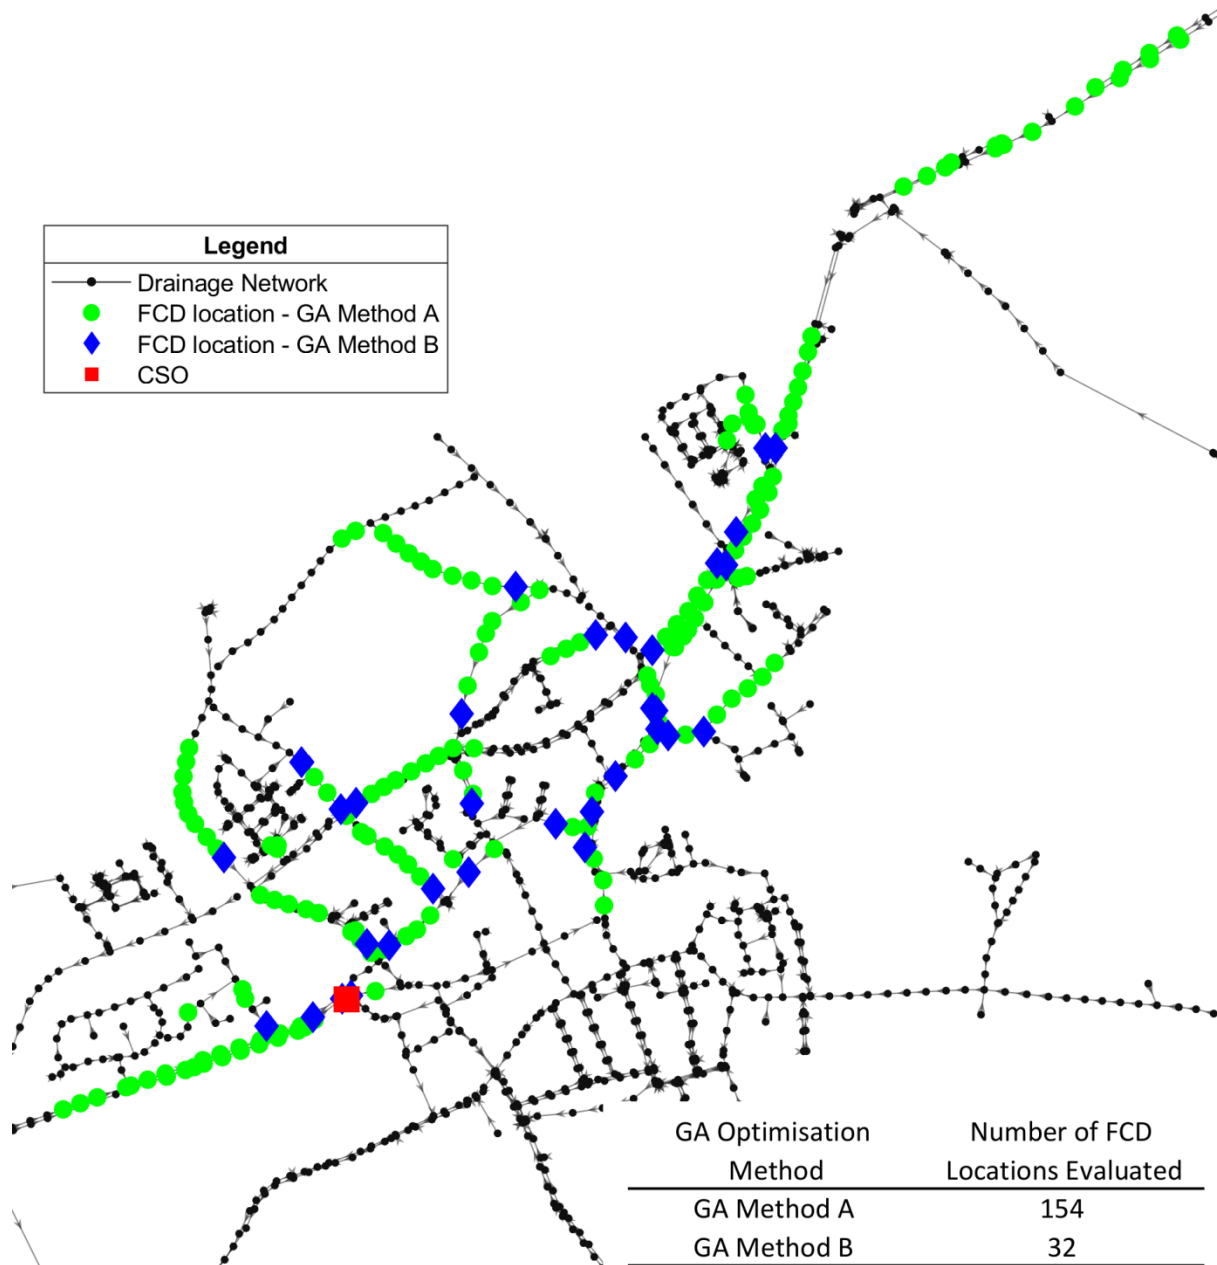 Legend
Drainage Network
FCD location - GA Method A
FCD location - GA Method B
CSO
GA Optimisation Number of FCD
Method Locations Evaluated
GA Method A 154
GA Method B 32